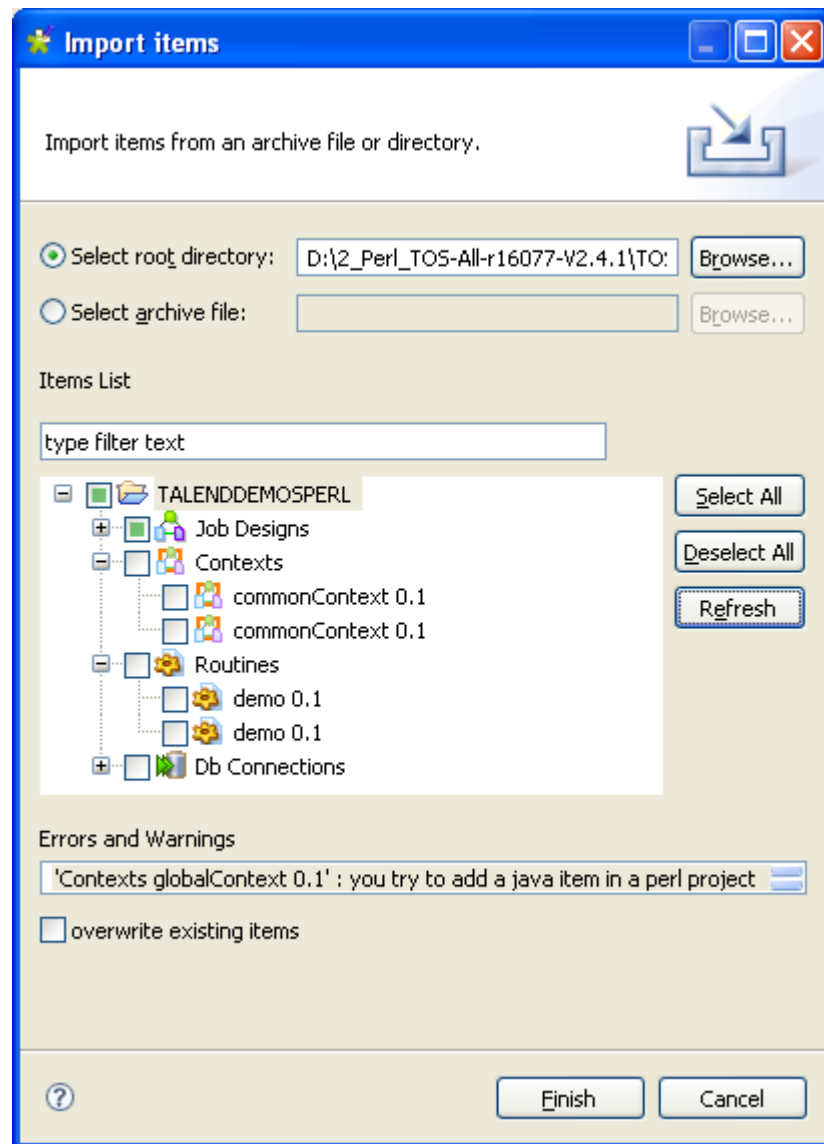 Import items
Import items from an archive file or directory.
Select root directory: D:\2_Perl_TOS-All-r16077-V2.4.1\TO Browse...
Select archive file: Browse...
Items List
type filter text
TALENDDEMOSPERL
Job Designs
Contexts
commonContext 0.1
commonContext 0.1
Routines
demo 0.1
demo 0.1
Db Connections
Select All
Deselect All
Refresh
Errors and Warnings
'Contexts globalContext 0.1' : you try to add a java item in a perl project
overwrite existing items
? Finish Cancel